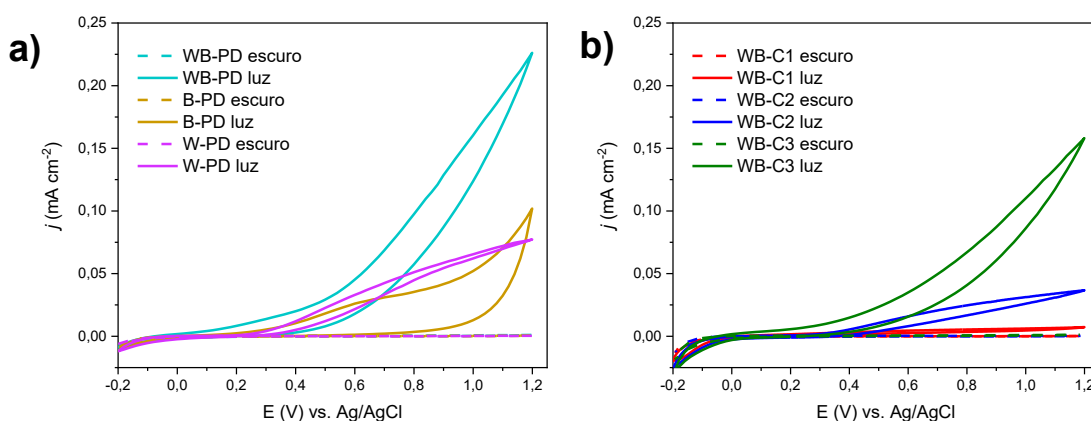 a)
0,25
0,20
0,15
0,10
0,05
0,00
j (mA cm-2)
WB-PD escuro
WB-PD luz
B-PD escuro
B-PD luz
W-PD escuro
W-PD luz
-0,2 0,0 0,2 0,4 0,6 0,8 1,0 1,2
E (V) vs. Ag/AgCl
b)
0,25
0,20
0,15
0,10
0,05
0,00
j (mA cm-2)
WB-C1 escuro
WB-C1 luz
WB-C2 escuro
WB-C2 luz
WB-C3 escuro
WB-C3 luz
-0,2 0,0 0,2 0,4 0,6 0,8 1,0 1,2
E (V) vs. Ag/AgCl